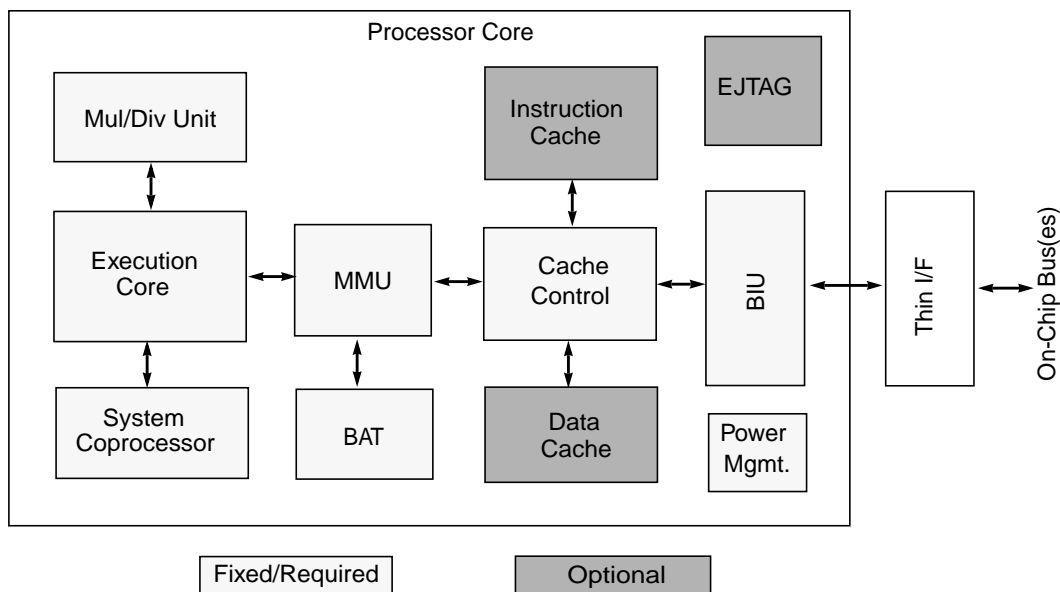 Processor Core
Mul/Div Unit
Instruction
Cache
EJTAG
Execution
Core
MMU
Cache
Control
BIU
Thin I/F
On-Chip Bus(es)
System
Coprocessor
BAT
Data
Cache
Power
Mgmt.
Fixed/Required
Optional